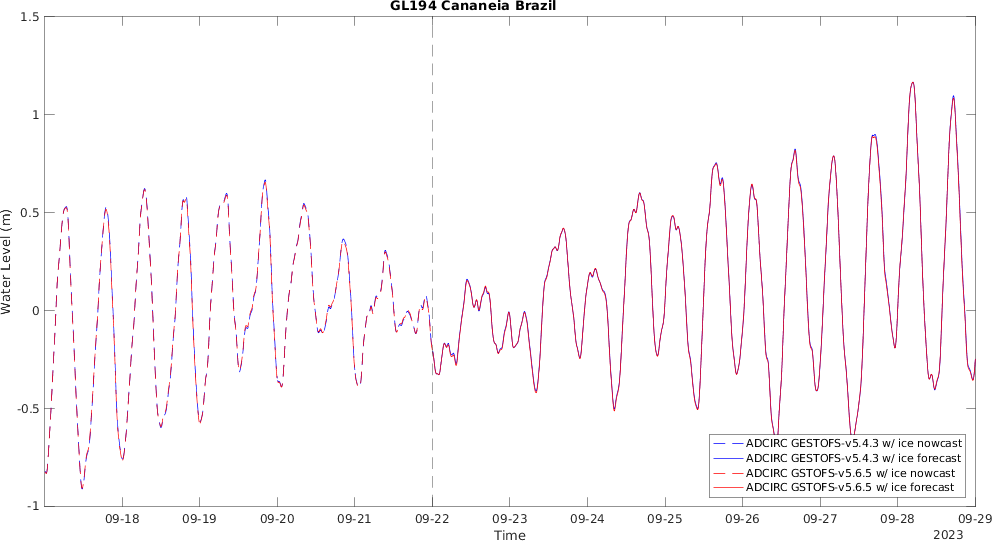 GL194 Cananeia Brazil
Water Level (m)
1.5
1
0.5
0
-0.5
-1
ADCIRC GESTOFS-v5.4.3 w/ ice nowcast
ADCIRC GESTOFS-v5.4.3 w/ ice forecast
ADCIRC GSTOFS-v5.6.5 w/ ice nowcast
ADCIRC GSTOFS-v5.6.5 w/ ice forecast
09-18 09-19 09-20 09-21 09-22 09-23 09-24 09-25 09-26 09-27 09-28 09-29
Time
2023